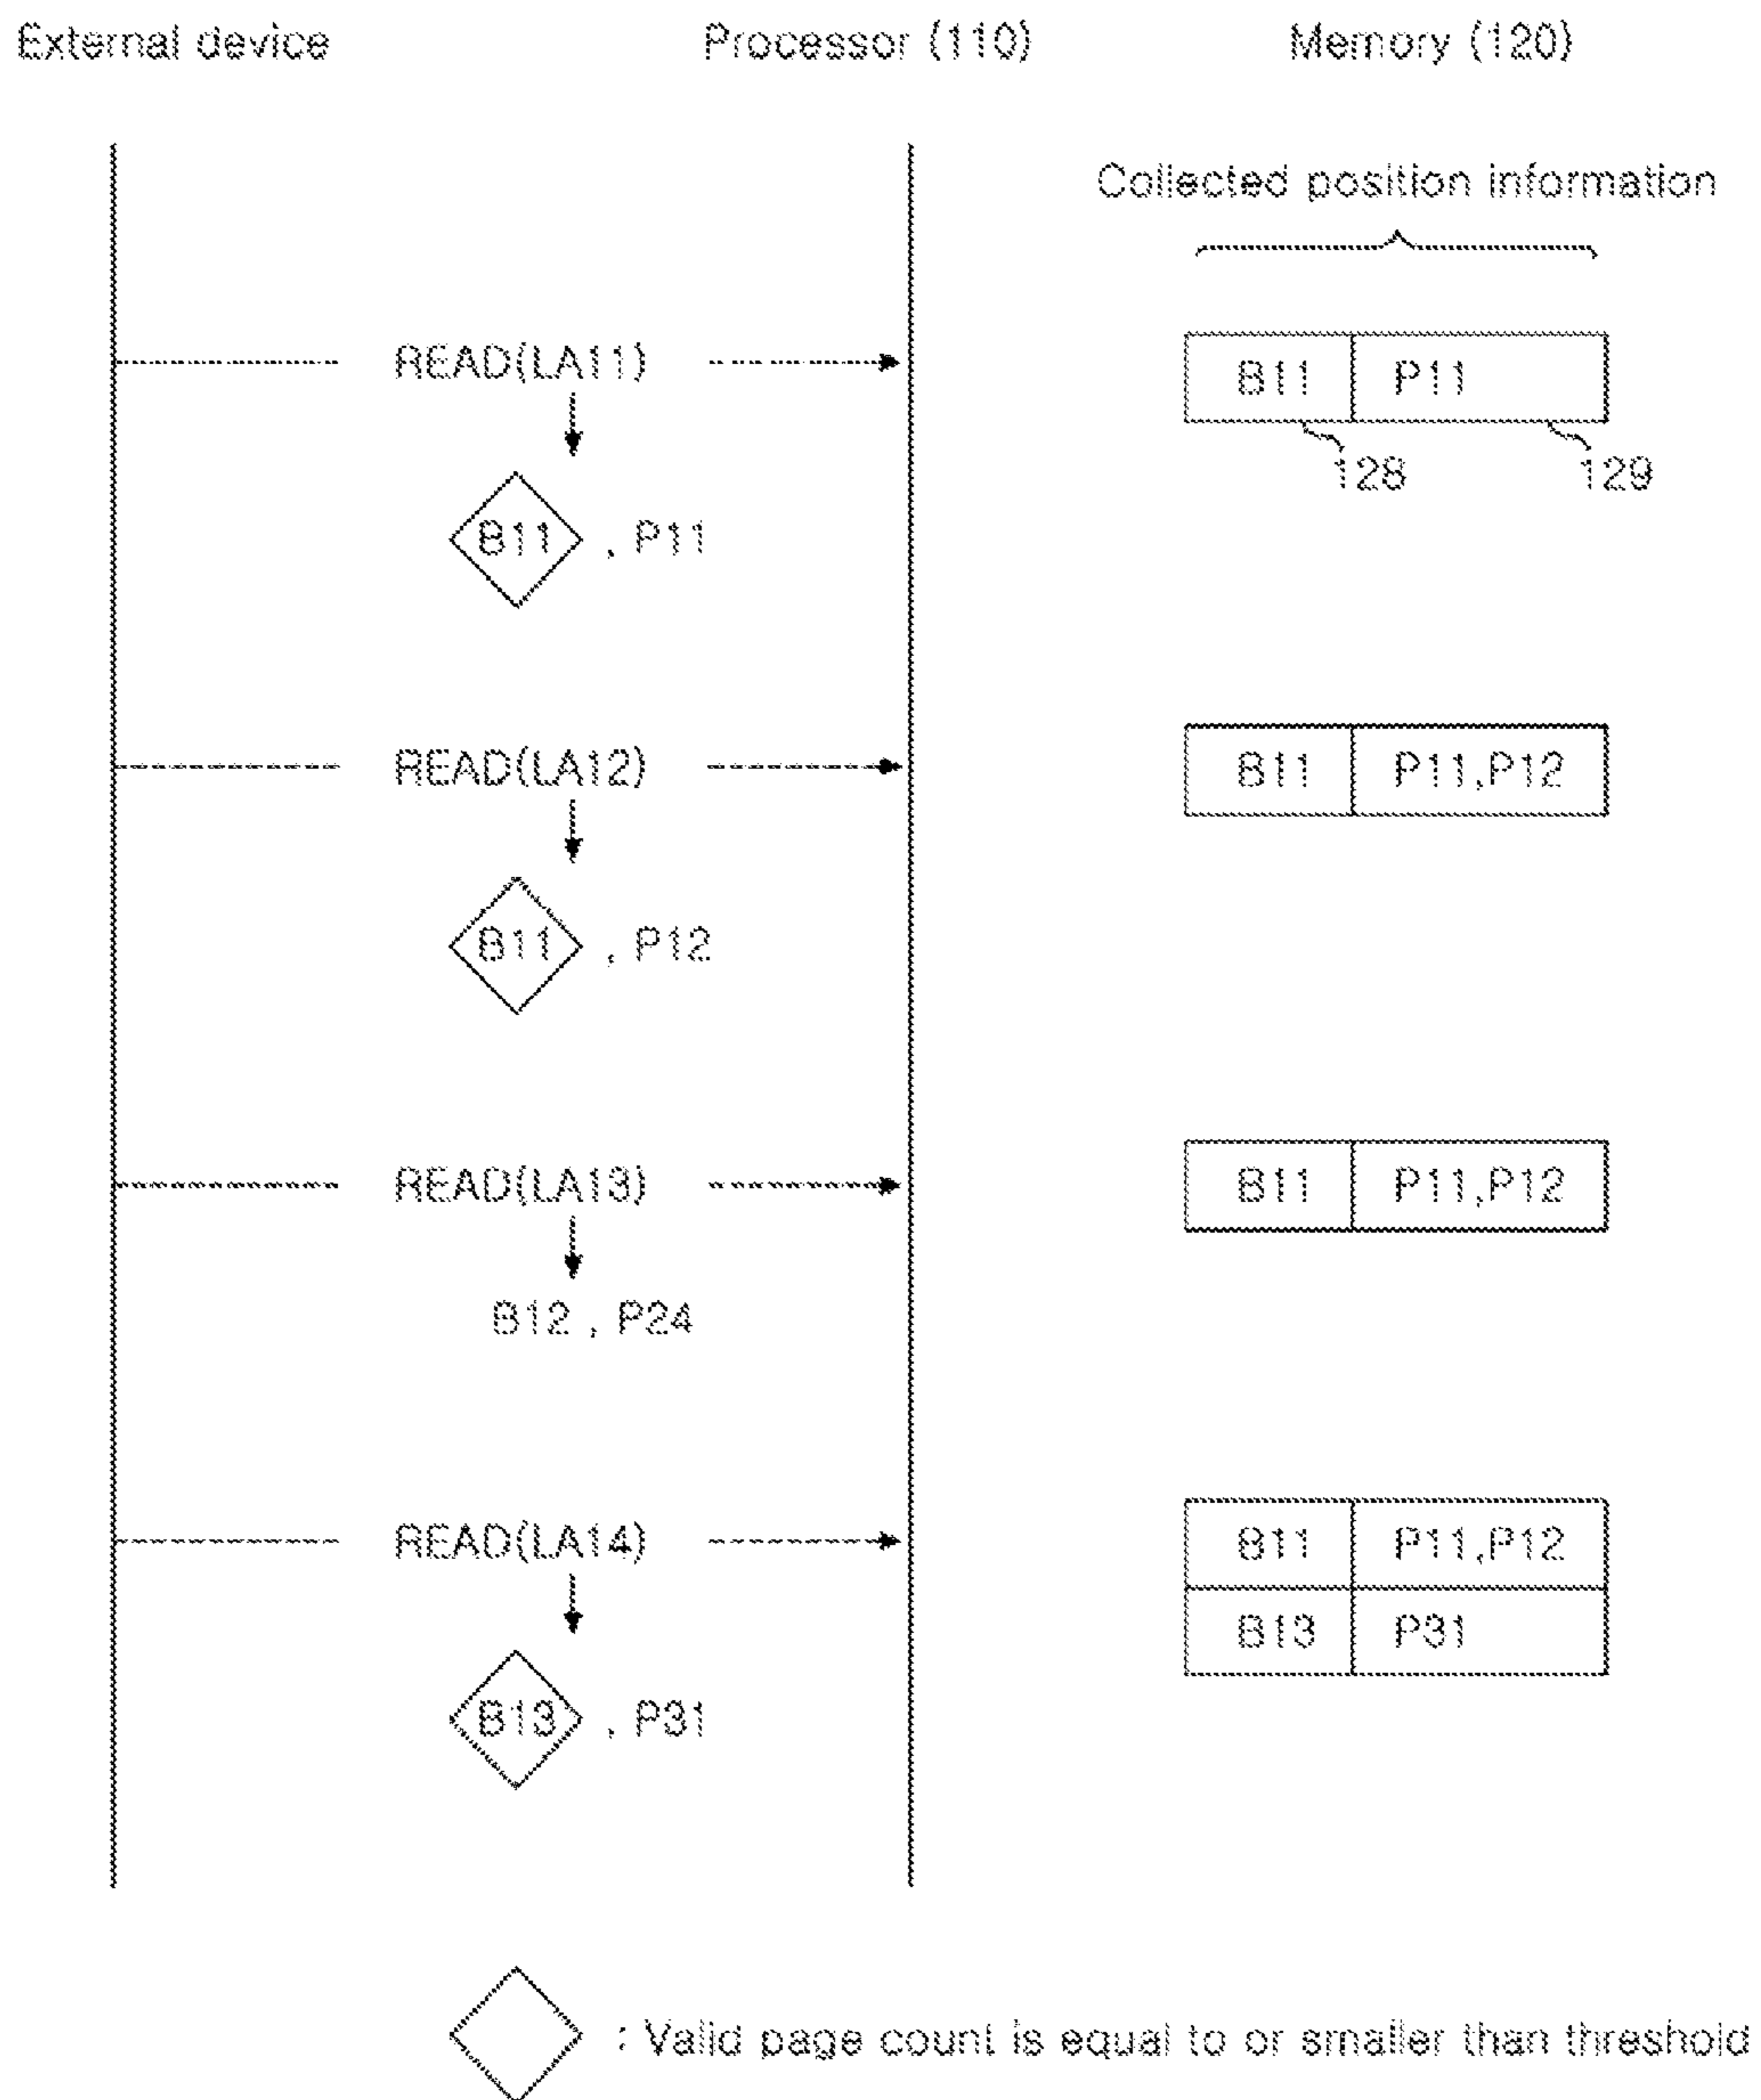 External device Processor (110) Memory (120)
Collected position information
READ(LA11) B11 P11
128 129
B11 , P11
READ(LA12) B11 P11,P12
B11 , P12
READ(LA13) B11 P11,P12
B12 , P24
READ(LA14) B11 P11,P12
B13 P31
B13 , P31
: Valid page count is equal to or smaller than threshold